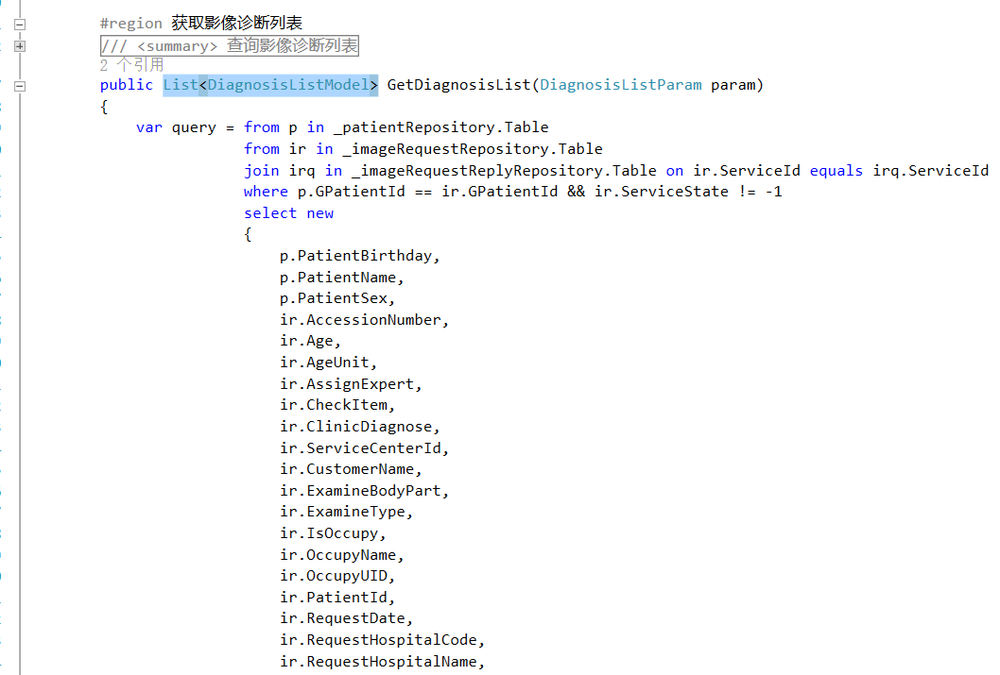 #region 获取影像诊断列表
/// <summary> 查询影像诊断列表
2 个引用
public List<DiagnosisListModel> GetDiagnosisList(DiagnosisListParam param)
{
var query = from p in _patientRepository.Table
from ir in _imageRequestRepository.Table
join irq in _imageRequestReplyRepository.Table on ir.ServiceId equals irq.ServiceId
where p.GPatientId == ir.GPatientId && ir.ServiceState != -1
select new
{
p.PatientBirthday,
p.PatientName,
p.PatientSex,
ir.AccessionNumber,
ir.Age,
ir.AgeUnit,
ir.AssignExpert,
ir.CheckItem,
ir.ClinicDiagnose,
ir.ServiceCenterId,
ir.CustomerName,
ir.ExamineBodyPart,
ir.ExamineType,
ir.IsOccupy,
ir.OccupyName,
ir.OccupyUID,
ir.PatientId,
ir.RequestDate,
ir.RequestHospitalCode,
ir.RequestHospitalName,